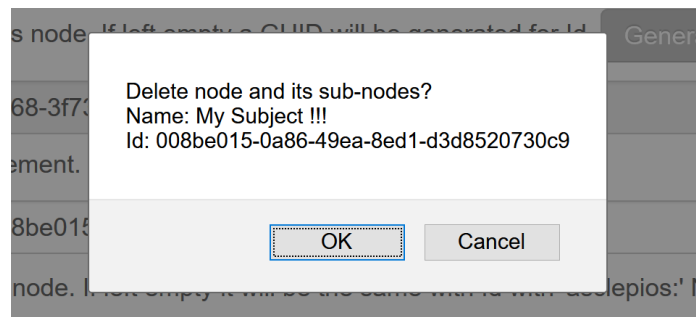 s node. If left empty a GUID will be generated for Id
Gener
68-3f73
Delete node and its sub-nodes?
Name: My Subject !!!
Id: 008be015-0a86-49ea-8ed1-d3d8520730c9
ement.
8be015
OK
Cancel
node. If left empty it will be the same with Id with
epios:'